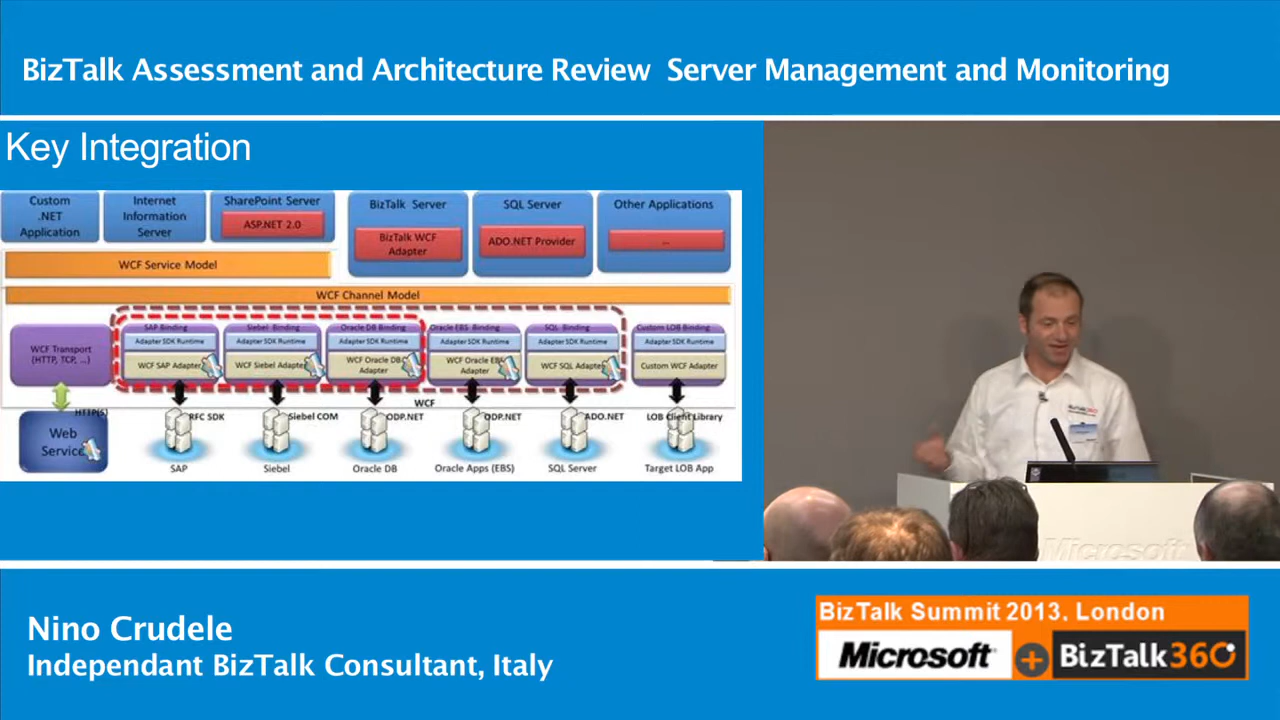 BizTalk Assessment and Architecture Review Server Management and Monitoring
Key Integration
Custom
.NET
Application
Internet
Information
Server
SharePoint Server
ASP.NET 2.0
BizTalk Server
BizTalk WCF
Adapter
SQL Server
ADO.NET Provider
Other Applications
...
WCF Service Model
WCF Channel Model
WCF Transport
(HTTP, TCP, ...)
SAP Binding
Adapter SDK Runtime
WCF SAP Adapter
Siebel Binding
Adapter SDK Runtime
WCF Siebel Adapter
Oracle DB Binding
Adapter SDK Runtime
WCF Oracle DB
Adapter
Oracle EBS Binding
Adapter SDK Runtime
WCF Oracle EBS
Adapter
SQL Binding
Adapter SDK Runtime
WCF SQL Adapter
Custom LOB Binding
Adapter SDK Runtime
Custom WCF Adapter
WCF
HTTP(S)
RFC SDK
Siebel COM
ODP.NET
ODP.NET
ADO.NET
LOB Client Library
Web
Service
SAP
Siebel
Oracle DB
Oracle Apps (EBS)
SQL Server
Target LOB App
BizTalk360
Microsoft
Nino Crudele
Independant BizTalk Consultant, Italy
BizTalk Summit 2013, London
Microsoft + BizTalk360